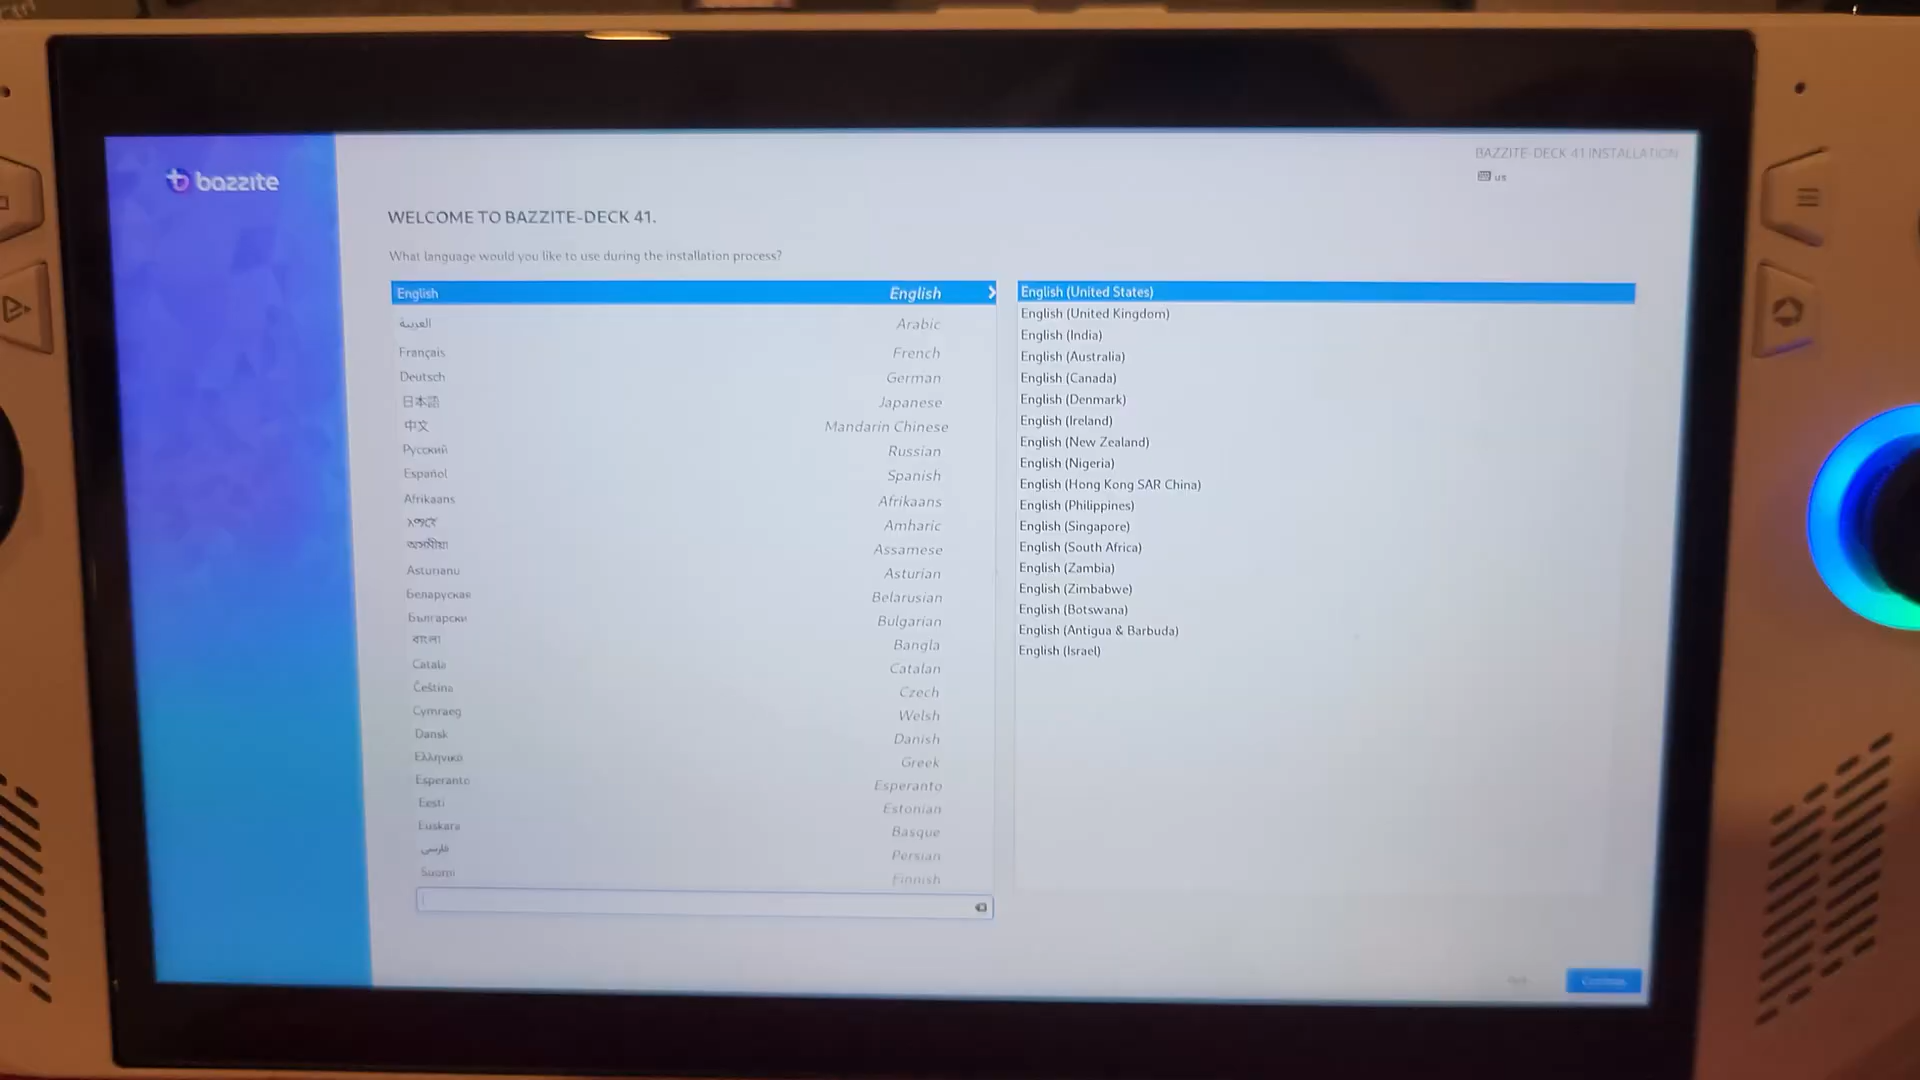 bazzite
BAZZITE-DECK 41 INSTALLATION
us
WELCOME TO BAZZITE-DECK 41.
What language would you like to use during the installation process?
English English
العربية Arabic
Français French
Deutsch German
日本語 Japanese
中文 Mandarin Chinese
Русский Russian
Español Spanish
Afrikaans Afrikaans
አማርኛ Amharic
অসমীয়া Assamese
Asturianu Asturian
Беларуская Belarusian
Български Bulgarian
বাংলা Bangla
Català Catalan
Čeština Czech
Cymraeg Welsh
Dansk Danish
Ελληνικά Greek
Esperanto Esperanto
Eesti Estonian
Euskara Basque
فارسی Persian
Suomi Finnish
English (United States)
English (United Kingdom)
English (India)
English (Australia)
English (Canada)
English (Denmark)
English (Ireland)
English (New Zealand)
English (Nigeria)
English (Hong Kong SAR China)
English (Philippines)
English (Singapore)
English (South Africa)
English (Zambia)
English (Zimbabwe)
English (Botswana)
English (Antigua & Barbuda)
English (Israel)
Continue